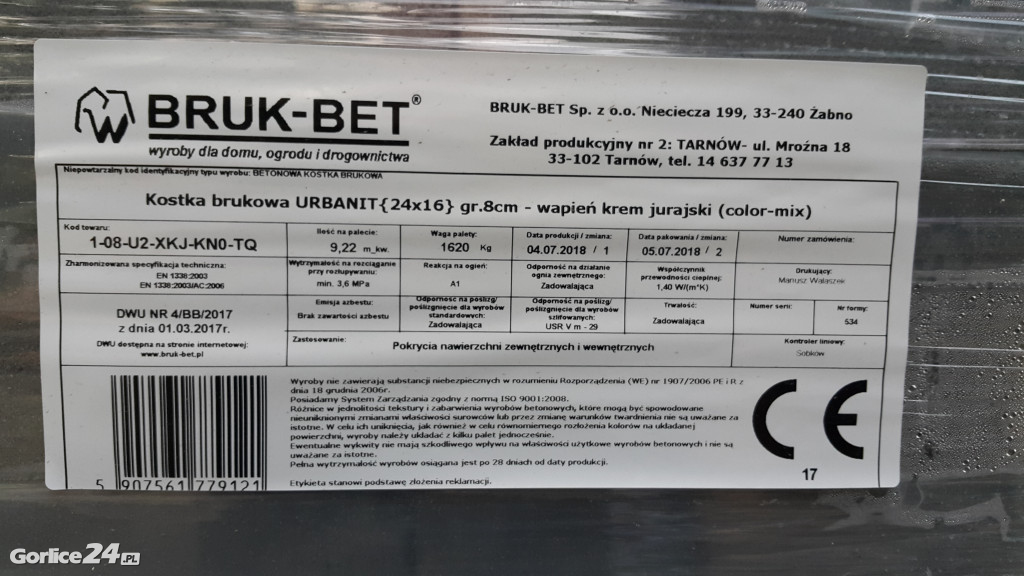 BRUK-BET®
wyroby dla domu, ogrodu i drogownictwa
BRUK-BET Sp. z o.o. Nieciecza 199, 33-240 Żabno
Zakład produkcyjny nr 2: TARNÓW- ul. Mroźna 18
33-102 Tarnów, tel. 14 637 77 13
Niepowtarzalny kod identyfikacyjny typu wyrobu: BETONOWA KOSTKA BRUKOWA
Kostka brukowa URBANIT{24x16} gr.8cm - wapień krem jurajski (color-mix)
Kod towaru:
1-08-U2-XKJ-KN0-TQ
Ilość na palecie:
9,22 m_kw.
Waga palety:
1620 Kg
Data produkcji / zmiana:
04.07.2018 / 1
Data pakowania / zmiana:
05.07.2018 / 2
Numer zamówienia:
Zharmonizowana specyfikacja techniczna:
EN 1338:2003
EN 1338:2003/AC:2006
Wytrzymałość na rozciąganie
przy rozłupywaniu:
min. 3,6 MPa
Reakcja na ogień:
A1
Odporność na działanie
ognia zewnętrznego:
Zadowalająca
Współczynnik
przewodności cieplnej:
1,40 W/(m*K)
Drukujący:
Mariusz Walaszek
DWU NR 4/BB/2017
z dnia 01.03.2017r.
Emisja azbestu:
Brak zawartości azbestu
Odporność na poślizg/
poślizgnięcie dla wyrobów
standardowych:
Zadowalająca
Odporność na poślizg/
poślizgnięcie dla wyrobów
szlifowanych:
USR V m - 29
Trwałość:
Zadowalająca
Numer serii:
Nr formy:
534
DWU dostępna na stronie internetowej:
www.bruk-bet.pl
Zastosowanie:
Pokrycia nawierzchni zewnętrznych i wewnętrznych
Kontroler liniowy:
Sobków
Wyroby nie zawierają substancji niebezpiecznych w rozumieniu Rozporządzenia (WE) nr 1907/2006 PE i R z
dnia 18 grudnia 2006r.
Posiadamy System Zarządzania zgodny z normą ISO 9001:2008.
Różnice w jednolitości tekstury i zabarwienia wyrobów betonowych, które mogą być spowodowane
nieuniknionymi zmianami właściwości surowców lub przez zmianę warunków twardnienia nie są uważane za
istotne. W celu ich uniknięcia, jak również w celu równomiernego rozłożenia kolorów na układanej
powierzchni, wyroby należy układać z kilku palet jednocześnie.
Ewentualne wykwity nie mają szkodliwego wpływu na właściwości użytkowe wyrobów betonowych i nie są
uważane za istotne.
Pełna wytrzymałość wyrobów osiągana jest po 28 dniach od daty produkcji.
Etykieta stanowi podstawę złożenia reklamacji.
CE
17
5 907561 779121
Gorlice24.PL